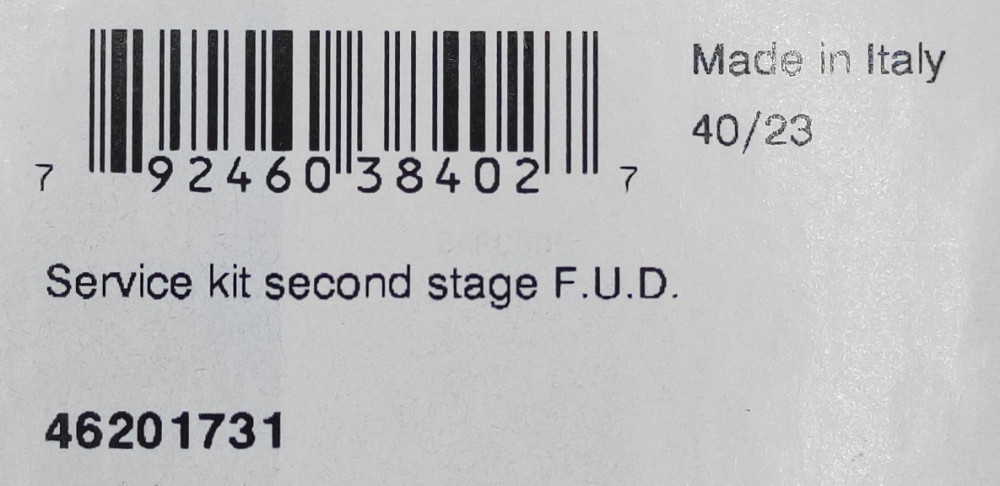 Made in Italy
40/23
7 92460 38402 7
Service kit second stage F.U.D.
46201731